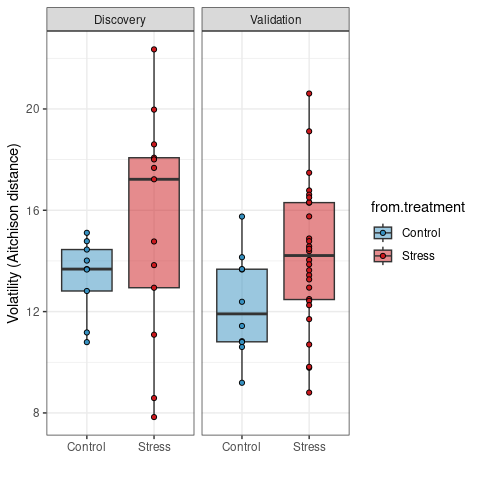 Discovery
Validation
Volatility (Aitchison distance)
20
16
12
8
Control
Stress
Control
Stress
from.treatment
Control
Stress